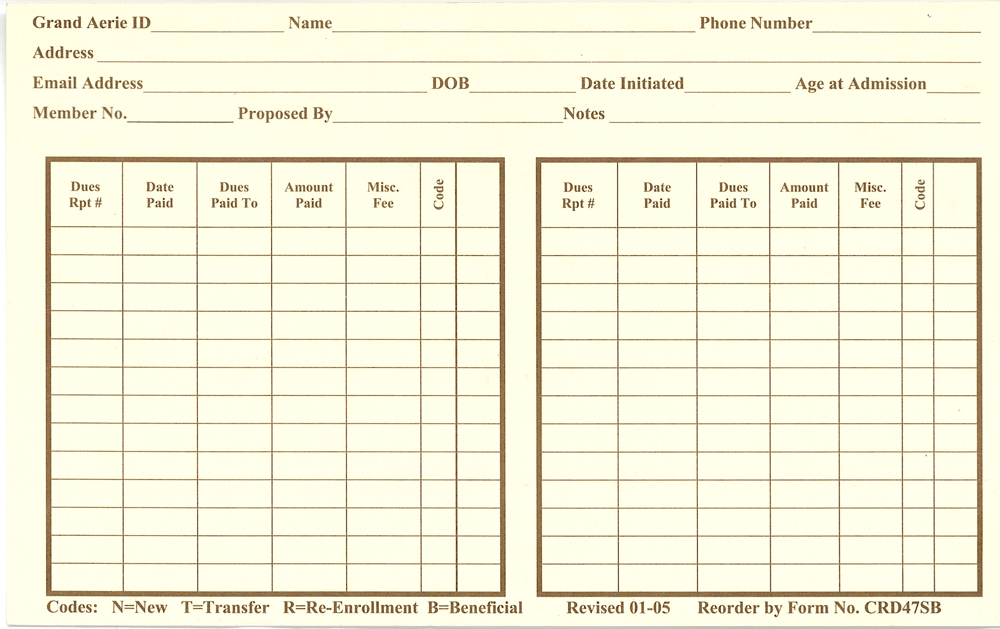 Grand Aerie ID Name Phone Number
Address
Email Address DOB Date Initiated Age at Admission
Member No. Proposed By Notes
Dues Rpt # Date Paid Dues Paid To Amount Paid Misc. Fee Code
Dues Rpt # Date Paid Dues Paid To Amount Paid Misc. Fee Code
Codes: N=New T=Transfer R=Re-Enrollment B=Beneficial Revised 01-05 Reorder by Form No. CRD47SB